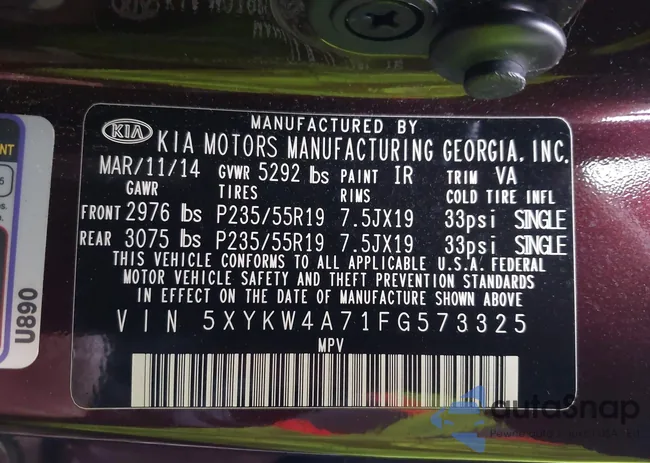 MANUFACTURED BY
KIA KIA MOTORS MANUFACTURING GEORGIA, INC.
MAR/11/14 GVWR 5292 lbs PAINT IR TRIM VA
GAWR TIRES RIMS COLD TIRE INFL
FRONT 2976 lbs P235/55R19 7.5JX19 33psi SINGLE
REAR 3075 lbs P235/55R19 7.5JX19 33psi SINGLE
THIS VEHICLE CONFORMS TO ALL APPLICABLE U.S.A. FEDERAL
MOTOR VEHICLE SAFETY AND THEFT PREVENTION STANDARDS
IN EFFECT ON THE DATE OF MANUFACTURE SHOWN ABOVE
VIN 5XYKW4A71FG573325
MPV
U890
autosnap